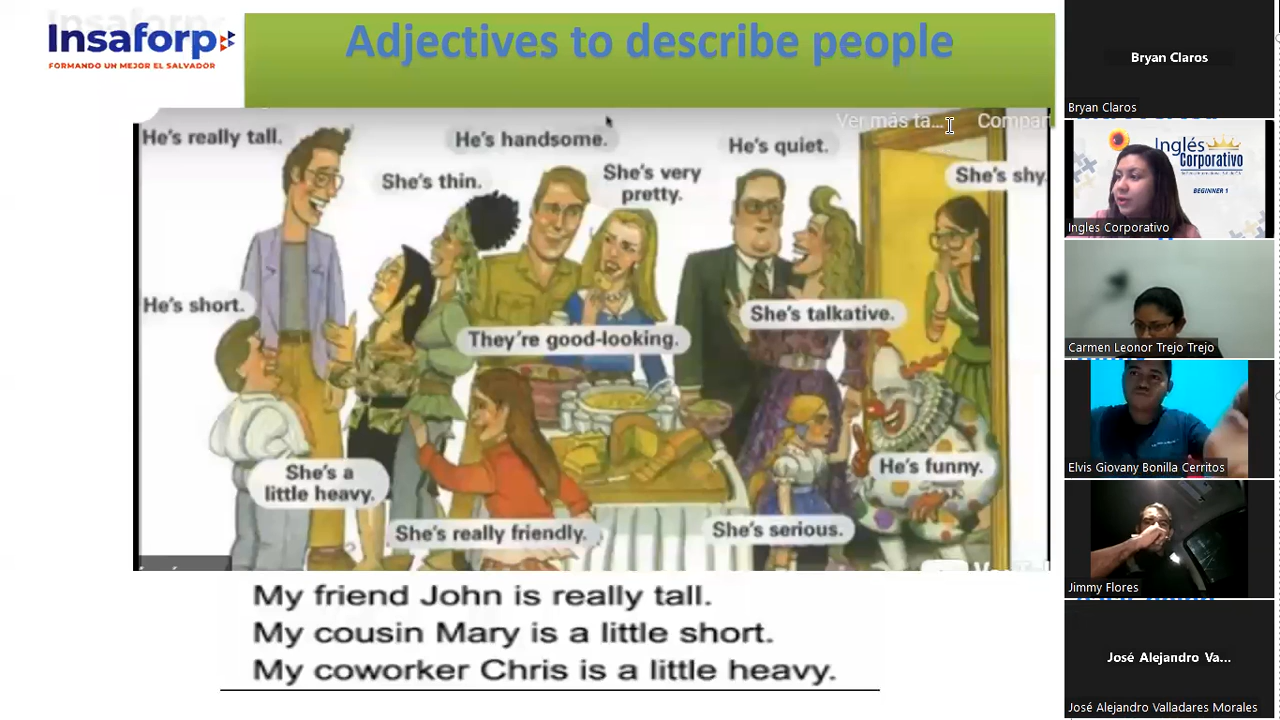 Insaforp
FORMANDO UN MEJOR EL SALVADOR
Adjectives to describe people
Ver más ta...
Compar
He's really tall.
He's handsome.
He's quiet.
She's thin.
She's very
pretty.
She's shy.
He's short.
She's talkative.
They're good-looking.
She's a
little heavy.
He's funny.
She's really friendly.
She's serious.
My friend John is really tall.
My cousin Mary is a little short.
My coworker Chris is a little heavy.
Bryan Claros
Bryan Claros
Inglés
Corporativo
BEGINNER 1
Ingles Corporativo
Carmen Leonor Trejo Trejo
Elvis Giovany Bonilla Cerritos
Jimmy Flores
José Alejandro Va...
José Alejandro Valladares Morales